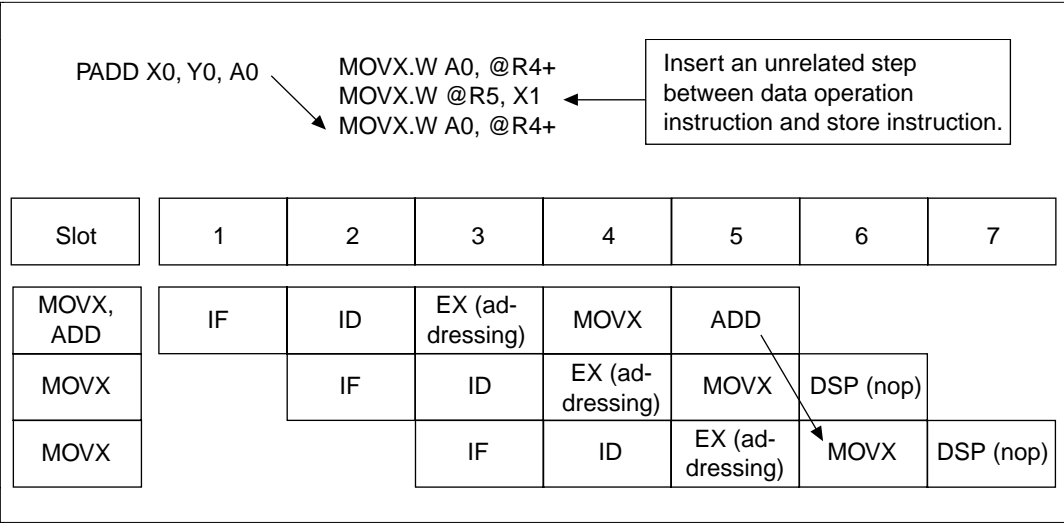 PADD X0, Y0, A0
MOVX.W A0, @R4+
MOVX.W @R5, X1
MOVX.W A0, @R4+
Insert an unrelated step
between data operation
instruction and store instruction.
Slot 1 2 3 4 5 6 7
MOVX,
ADD
IF
ID
EX (ad-
dressing)
MOVX
ADD
MOVX
IF
ID
EX (ad-
dressing)
MOVX
DSP (nop)
MOVX
IF
ID
EX (ad-
dressing)
MOVX
DSP (nop)